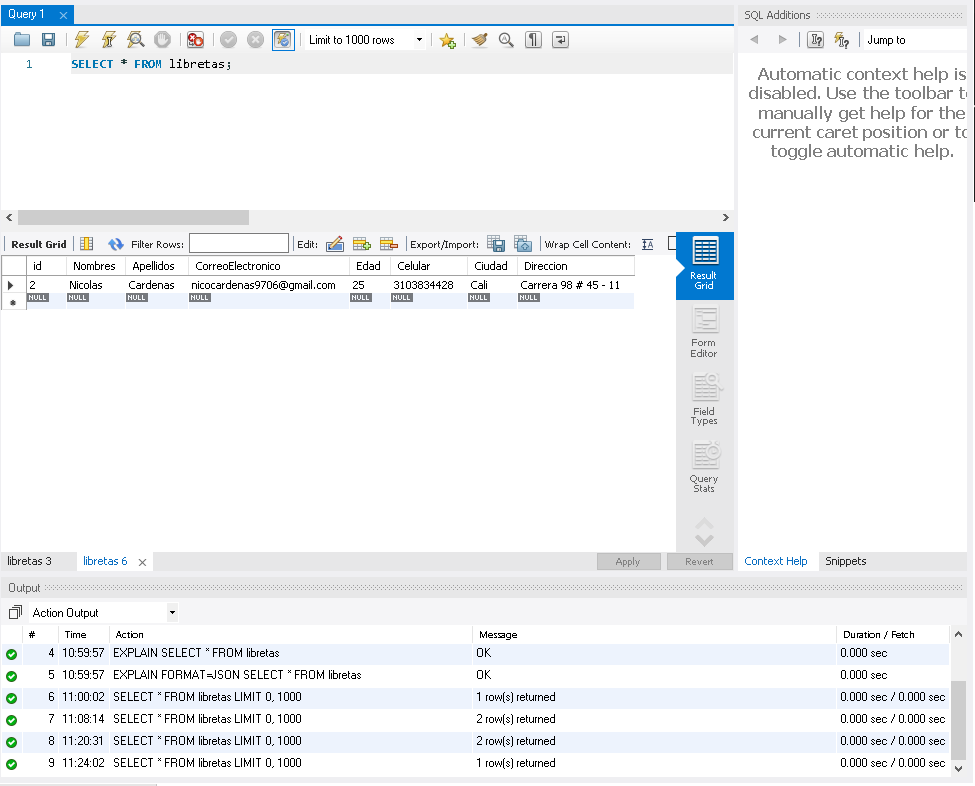 Query 1
SQL Additions
Limit to 1000 rows
Jump to
1 SELECT * FROM libretas;
Automatic context help is
disabled. Use the toolbar t
manually get help for the
current caret position or to
toggle automatic help.
Result Grid Filter Rows: Edit: Export/Import: Wrap Cell Content:
id Nombres Apellidos CorreoElectronico Edad Celular Ciudad Direccion
2 Nicolas Cardenas nicocardenas9706@gmail.com 25 3103834428 Cali Carrera 98 # 45 - 11
NULL NULL NULL NULL NULL NULL NULL NULL
Result
Grid
Form
Editor
Field
Types
Query
Stats
libretas 3 libretas 6 Apply Revert
Context Help Snippets
Output
Action Output
# Time Action Message Duration / Fetch
4 10:59:57 EXPLAIN SELECT * FROM libretas OK 0.000 sec
5 10:59:57 EXPLAIN FORMAT=JSON SELECT * FROM libretas OK 0.000 sec
6 11:00:02 SELECT * FROM libretas LIMIT 0, 1000 1 row(s) returned 0.000 sec / 0.000 sec
7 11:08:14 SELECT * FROM libretas LIMIT 0, 1000 2 row(s) returned 0.000 sec / 0.000 sec
8 11:20:31 SELECT * FROM libretas LIMIT 0, 1000 2 row(s) returned 0.000 sec / 0.000 sec
9 11:24:02 SELECT * FROM libretas LIMIT 0, 1000 1 row(s) returned 0.000 sec / 0.000 sec